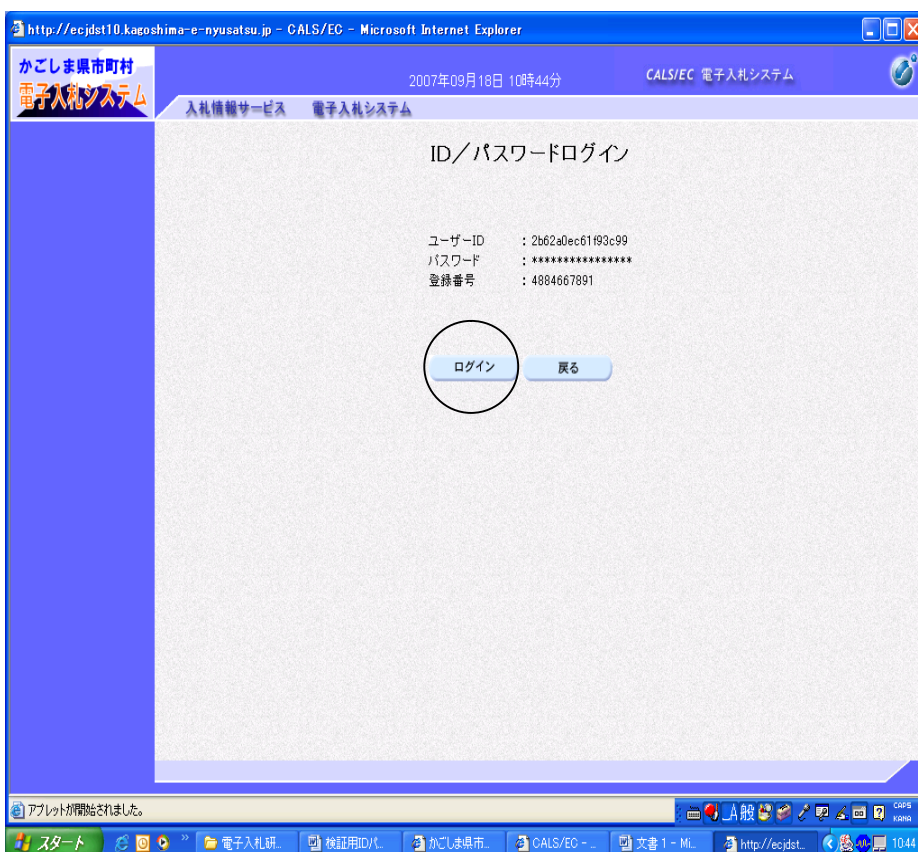 http://ecjdst10.kagoshima-e-nyusatsu.jp - CALS/EC - Microsoft Internet Explorer
かごしま県市町村
電子入札システム
2007年09月18日 10時44分
CALS/EC 電子入札システム
入札情報サービス 電子入札システム
ID／パスワードログイン
ユーザーID : 2b62a0ec61f93c99
パスワード : ****************
登録番号 : 4884667891
ログイン 戻る
アプレットが開始されました。
A般
CAPS
KANA
スタート
電子入札研...
検証用ID/パ...
かごしま県市...
CALS/EC - ...
文書 1 - Mi...
http://ecjdst...
10:44